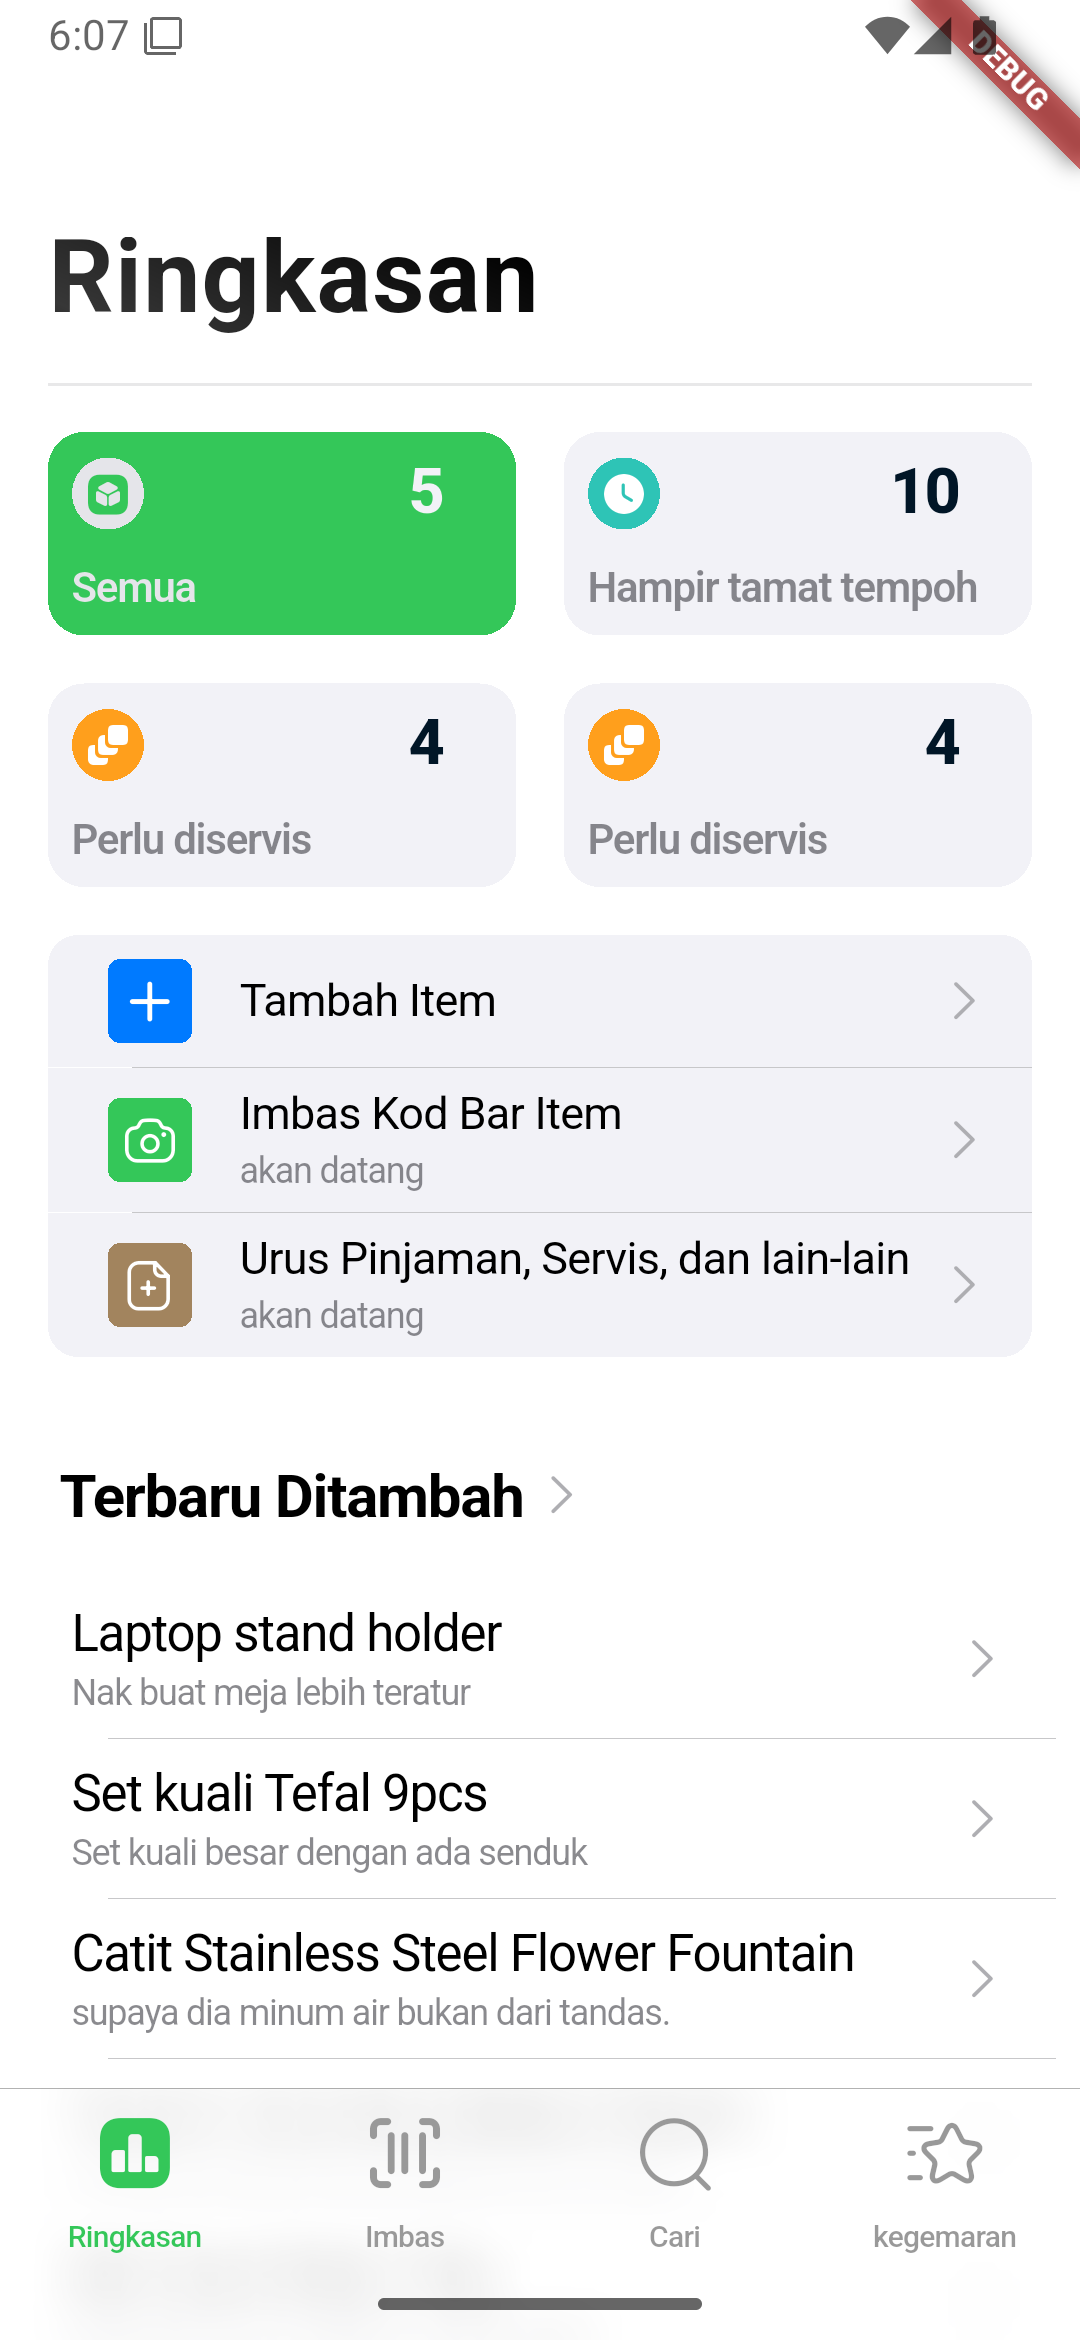 6:07
DEBUG
Ringkasan
5
Semua
10
Hampir tamat tempoh
4
Perlu diservis
4
Perlu diservis
Tambah Item
Imbas Kod Bar Item
akan datang
Urus Pinjaman, Servis, dan lain-lain
akan datang
Terbaru Ditambah
Laptop stand holder
Nak buat meja lebih teratur
Set kuali Tefal 9pcs
Set kuali besar dengan ada senduk
Catit Stainless Steel Flower Fountain
supaya dia minum air bukan dari tandas.
Ringkasan
Imbas
Cari
kegemaran